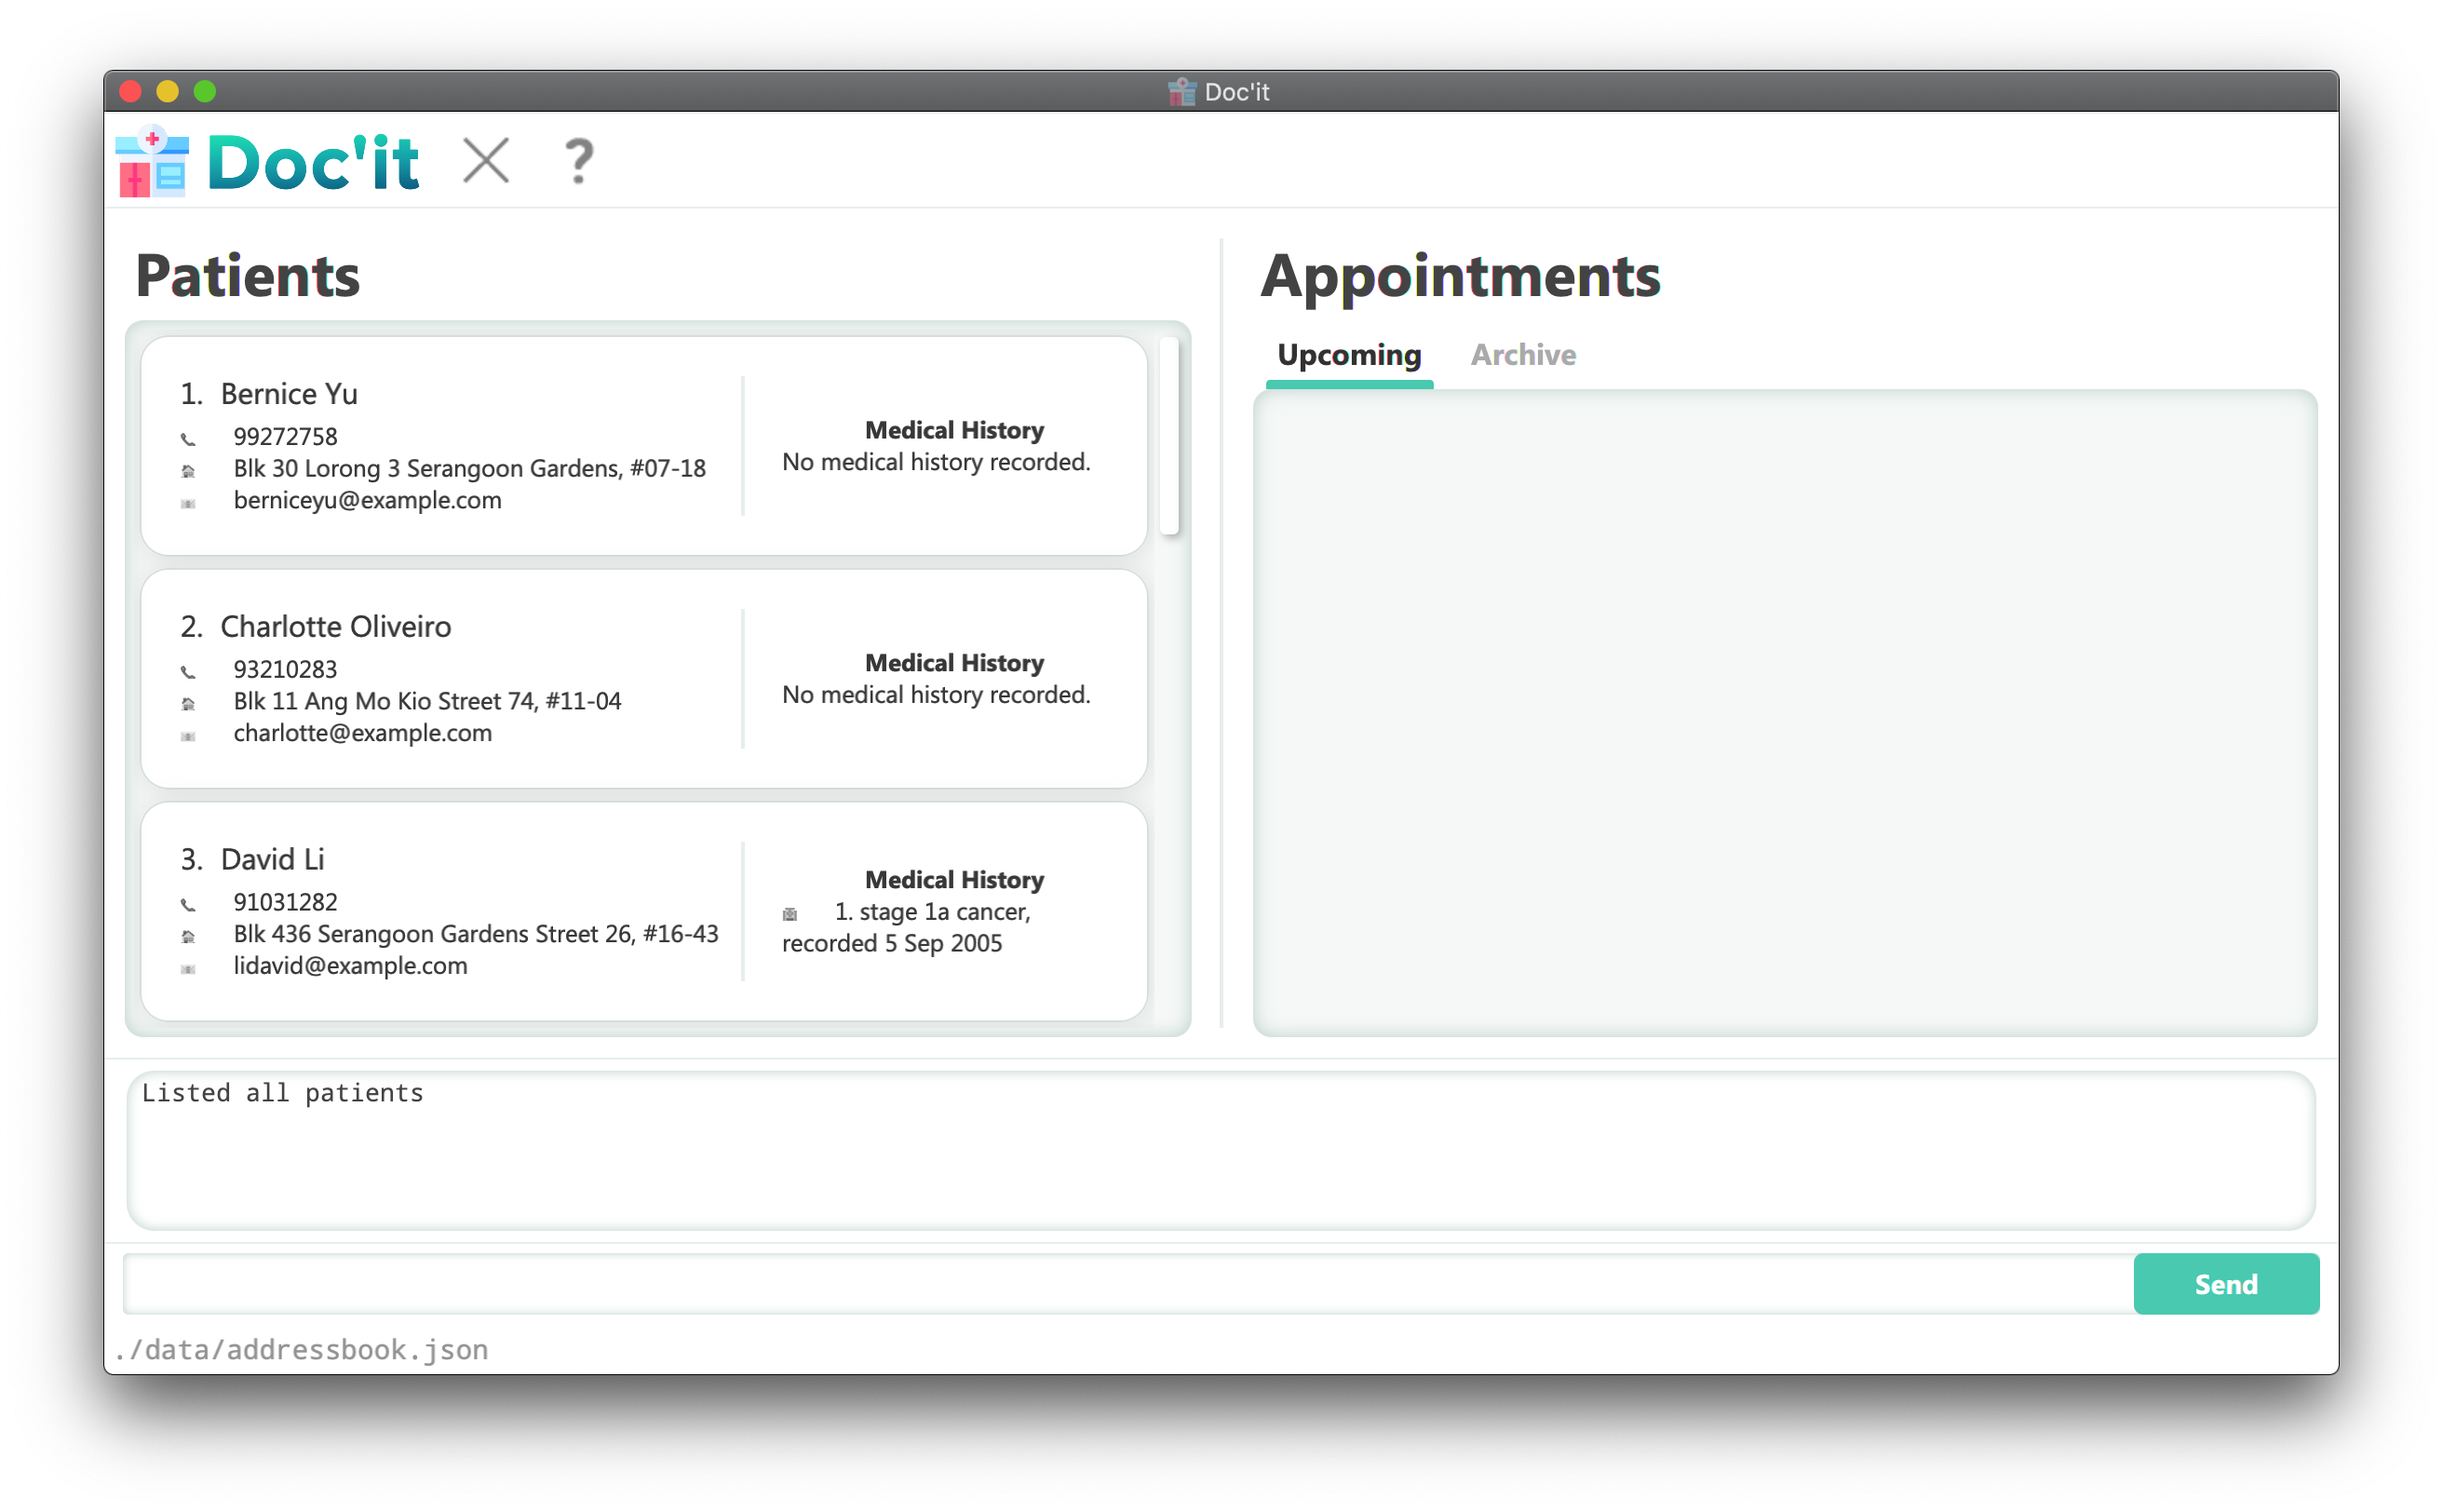 Doc'it
Doc'it
?
Patients
1. Bernice Yu
99272758
Blk 30 Lorong 3 Serangoon Gardens, #07-18
berniceyu@example.com
Medical History
No medical history recorded.
2. Charlotte Oliveiro
93210283
Blk 11 Ang Mo Kio Street 74, #11-04
charlotte@example.com
Medical History
No medical history recorded.
3. David Li
91031282
Blk 436 Serangoon Gardens Street 26, #16-43
lidavid@example.com
Medical History
1. stage 1a cancer,
recorded 5 Sep 2005
Appointments
Upcoming Archive
Listed all patients
Send
./data/addressbook.json